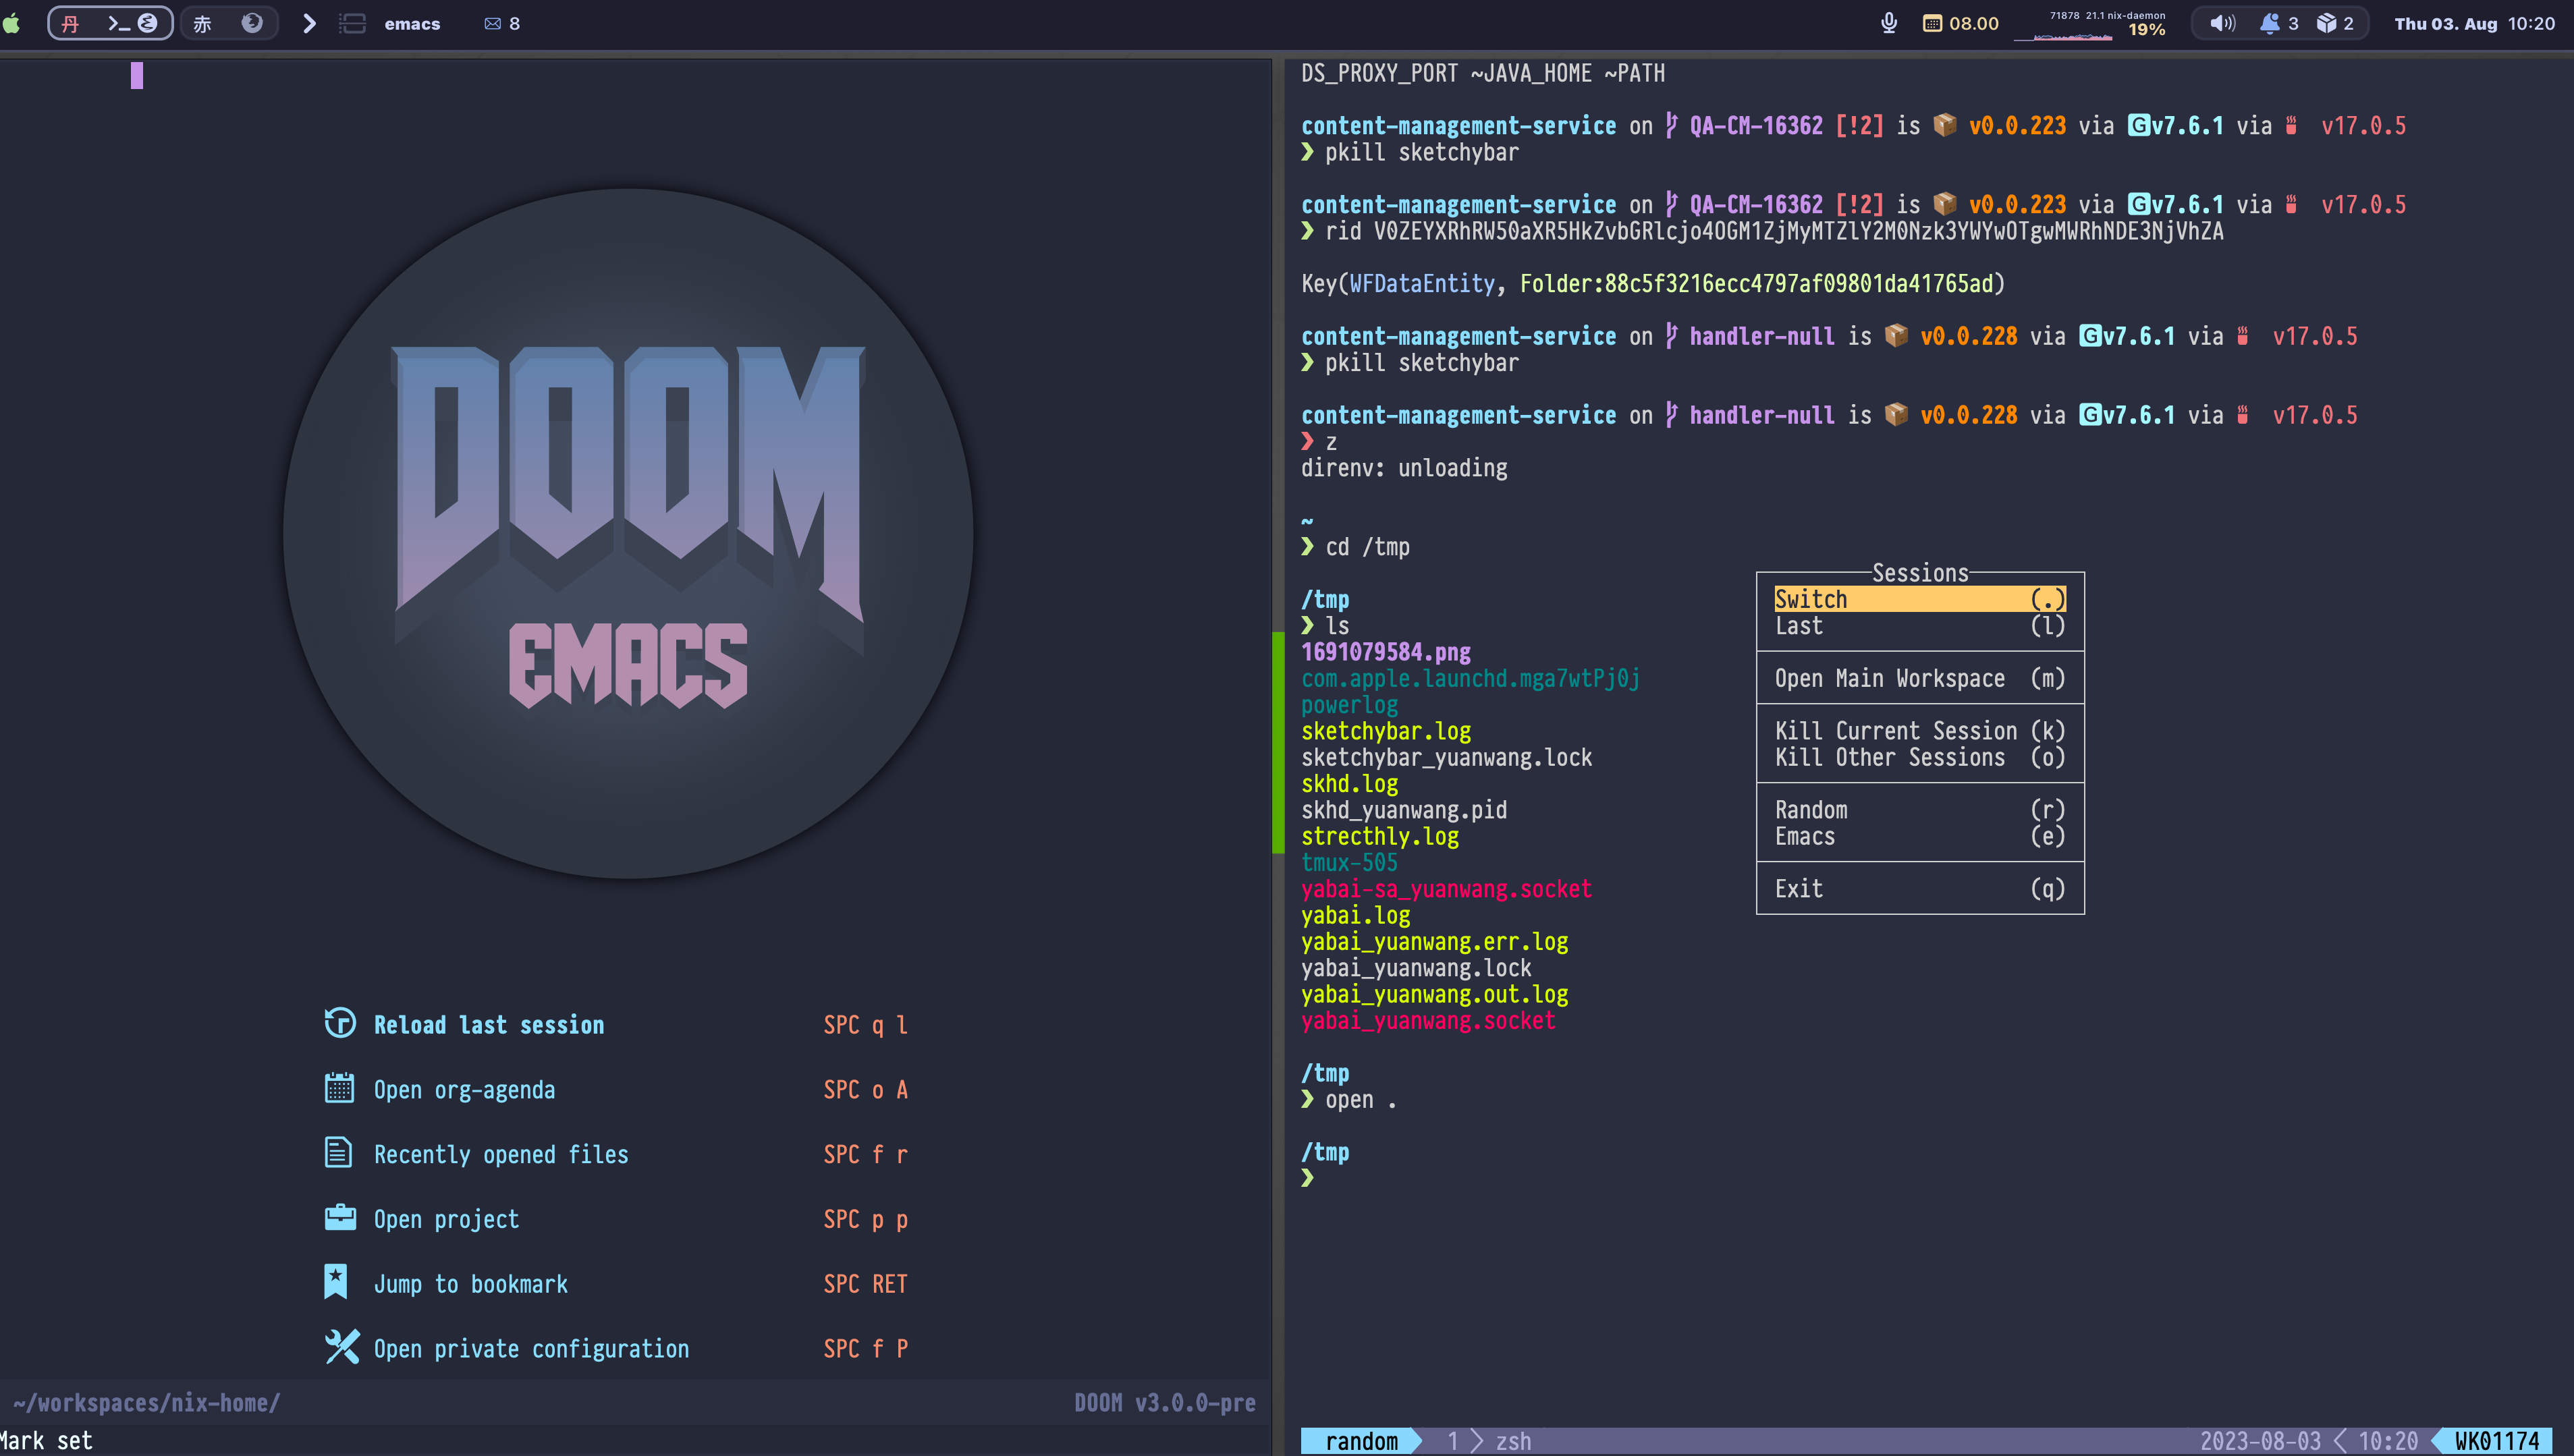 丹 赤 emacs 8 08.00 71878 21.1 nix-daemon 19% 3 2 Thu 03. Aug 10:20
DOOM
EMACS
Reload last session SPC q l
Open org-agenda SPC o A
Recently opened files SPC f r
Open project SPC p p
Jump to bookmark SPC RET
Open private configuration SPC f P
~/workspaces/nix-home/ DOOM v3.0.0-pre
Mark set
DS_PROXY_PORT ~JAVA_HOME ~PATH
content-management-service on QA-CM-16362 [!2] is 📦 v0.0.223 via 🅶v7.6.1 via v17.0.5
❯ pkill sketchybar
content-management-service on QA-CM-16362 [!2] is 📦 v0.0.223 via 🅶v7.6.1 via v17.0.5
❯ rid V0ZEYXRhRW50aXR5HkZvbGRlcjo4OGM1ZjMyMTZlY2M0Nzk3YWYwOTgwMWRhNDE3NjVhZA
Key(WFDataEntity, Folder:88c5f3216ecc4797af09801da41765ad)
content-management-service on handler-null is 📦 v0.0.228 via 🅶v7.6.1 via v17.0.5
❯ pkill sketchybar
content-management-service on handler-null is 📦 v0.0.228 via 🅶v7.6.1 via v17.0.5
❯ z
direnv: unloading
~
❯ cd /tmp
/tmp
❯ ls
1691079584.png
com.apple.launchd.mga7wtPj0j
powerlog
sketchybar.log
sketchybar_yuanwang.lock
skhd.log
skhd_yuanwang.pid
strecthly.log
tmux-505
yabai-sa_yuanwang.socket
yabai.log
yabai_yuanwang.err.log
yabai_yuanwang.lock
yabai_yuanwang.out.log
yabai_yuanwang.socket
/tmp
❯ open .
/tmp
❯
Sessions
Switch (.)
Last (l)
Open Main Workspace (m)
Kill Current Session (k)
Kill Other Sessions (o)
Random (r)
Emacs (e)
Exit (q)
random 1 zsh 2023-08-03 10:20 WK01174